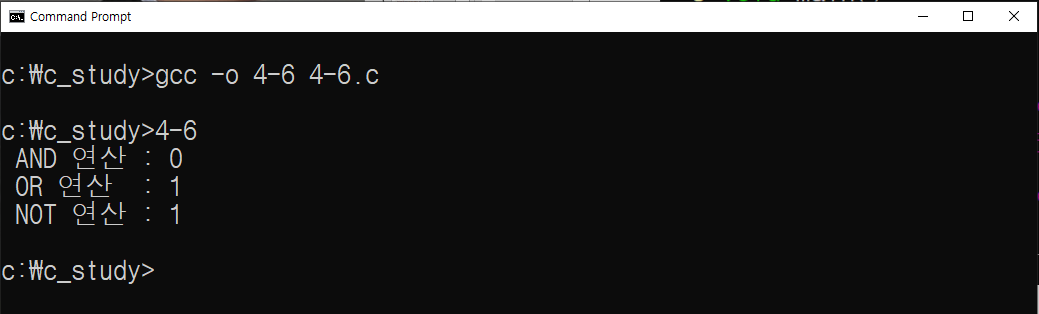 Command Prompt
c:₩c_study>gcc -o 4-6 4-6.c
c:₩c_study>4-6
AND 연산 : 0
OR 연산  : 1
NOT 연산 : 1
c:₩c_study>